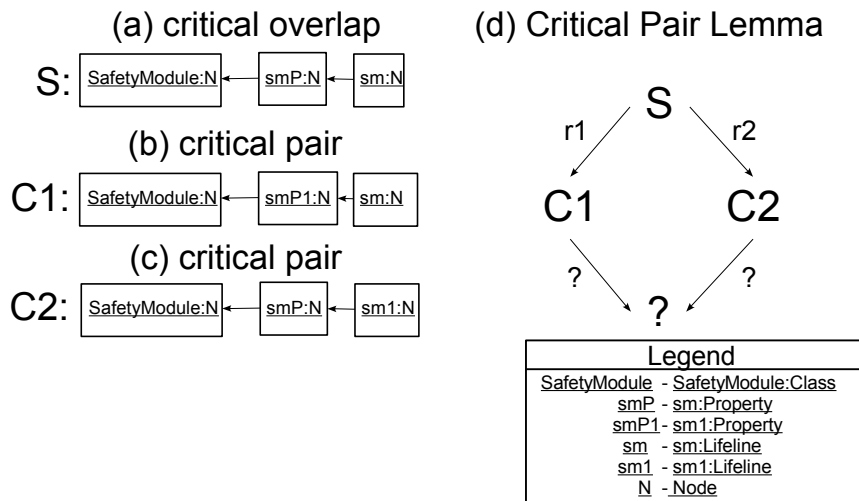 (a) critical overlap
S: SafetyModule:N smP:N sm:N
(b) critical pair
C1: SafetyModule:N smP1:N sm:N
(c) critical pair
C2: SafetyModule:N smP:N sm1:N
(d) Critical Pair Lemma
S
r1 r2
C1 C2
? ?
?
Legend
SafetyModule - SafetyModule:Class
smP - sm:Property
smP1 - sm1:Property
sm - sm:Lifeline
sm1 - sm1:Lifeline
N - Node